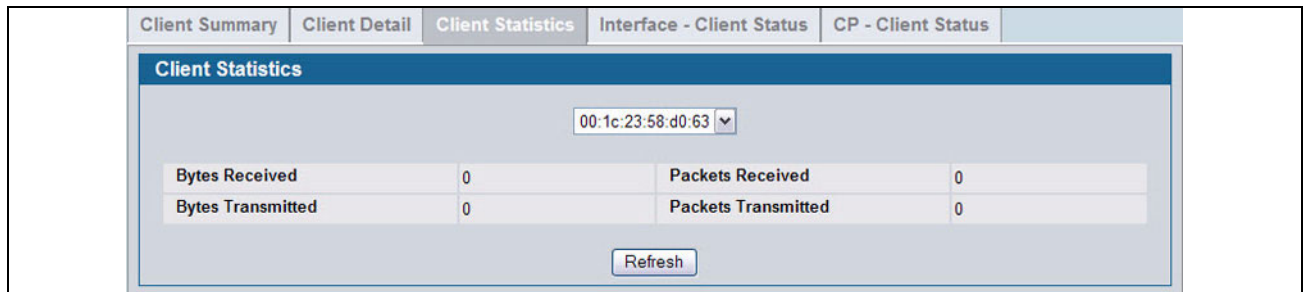 Client Summary Client Detail Client Statistics Interface - Client Status CP - Client Status
Client Statistics
00:1c:23:58:d0:63
Bytes Received 0 Packets Received 0
Bytes Transmitted 0 Packets Transmitted 0
Refresh